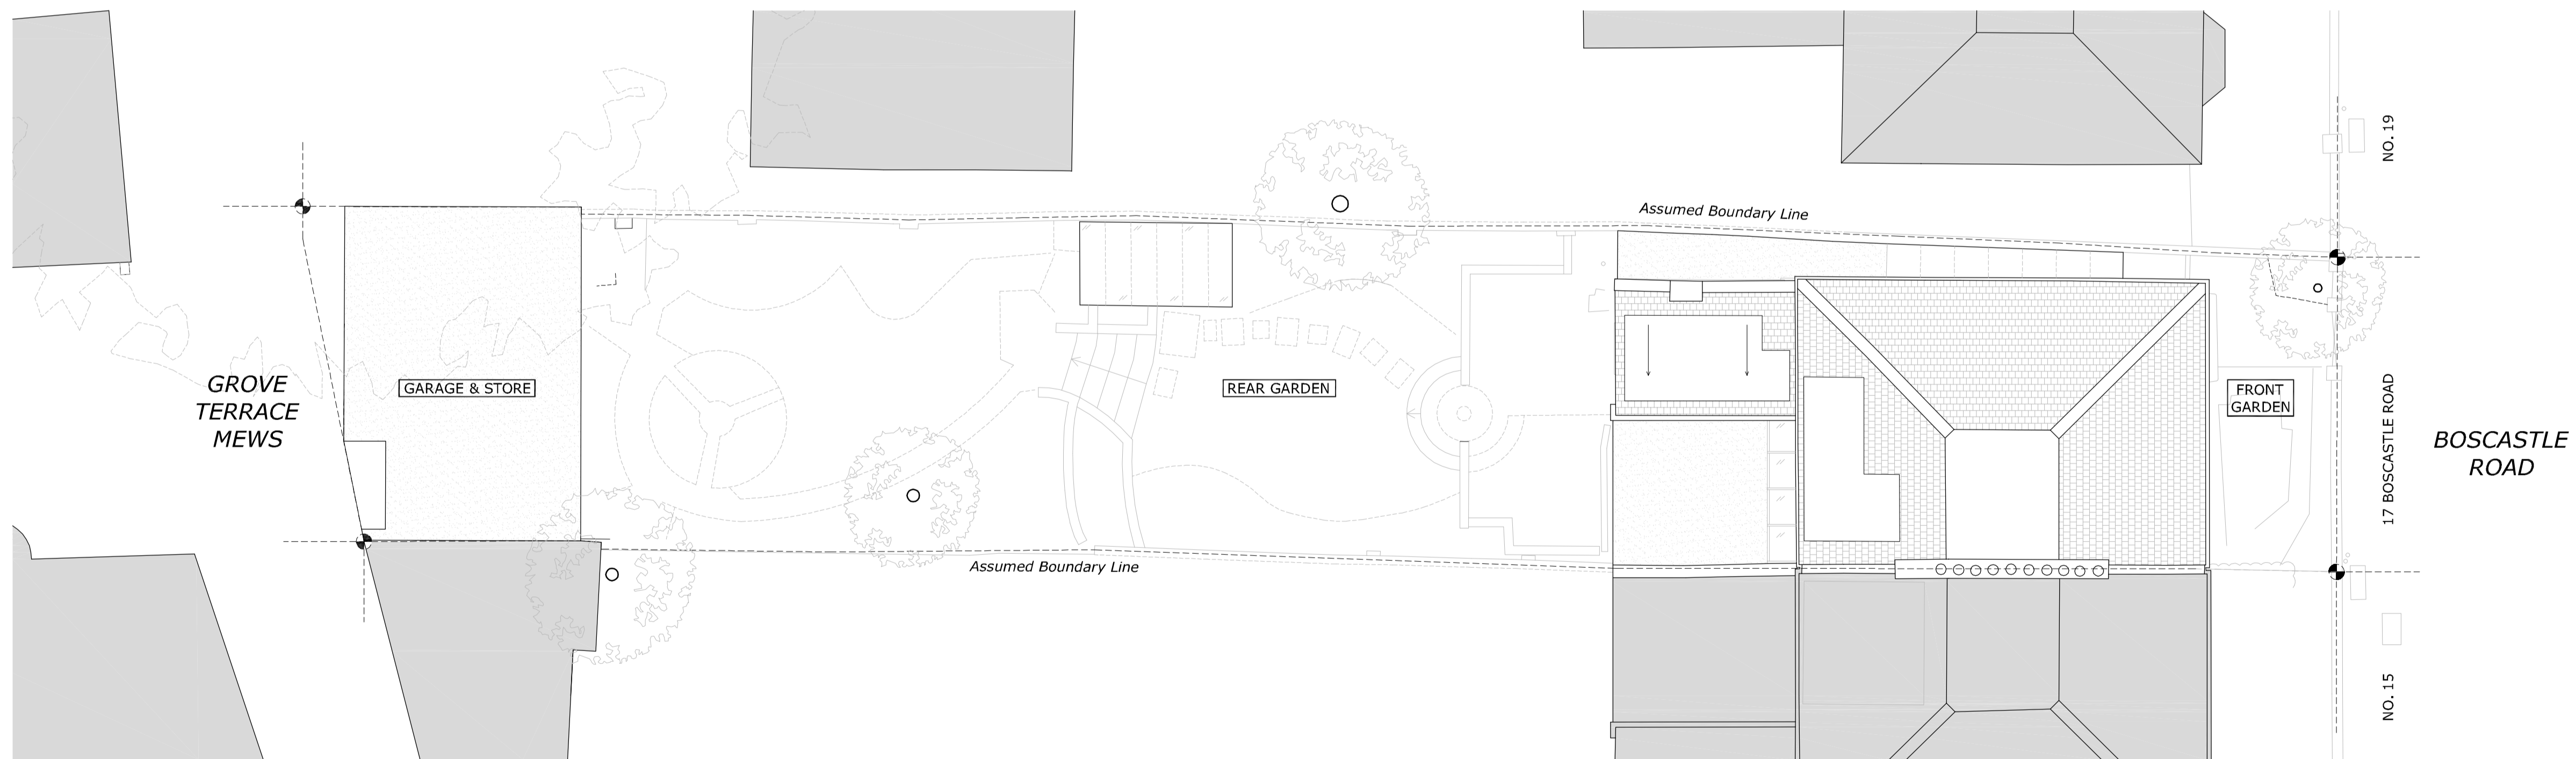 NO. 19
Assumed Boundary Line
GROVE
TERRACE
MEWS
GARAGE & STORE
REAR GARDEN
FRONT
GARDEN
17 BOSCASTLE ROAD
BOSCASTLE
ROAD
Assumed Boundary Line
NO. 15